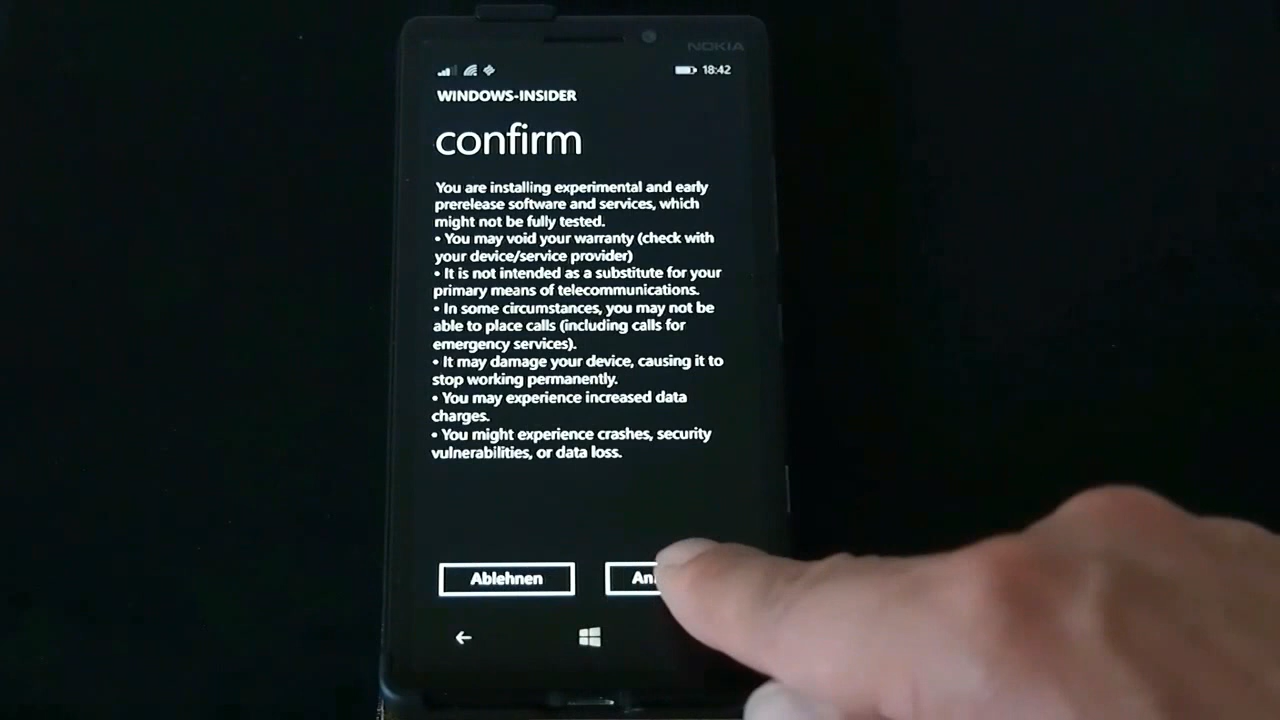 NOKIA
18:42
WINDOWS-INSIDER
confirm
You are installing experimental and early
prerelease software and services, which
might not be fully tested.
• You may void your warranty (check with
your device/service provider)
• It is not intended as a substitute for your
primary means of telecommunications.
• In some circumstances, you may not be
able to place calls (including calls for
emergency services).
• It may damage your device, causing it to
stop working permanently.
• You may experience increased data
charges.
• You might experience crashes, security
vulnerabilities, or data loss.
Ablehnen